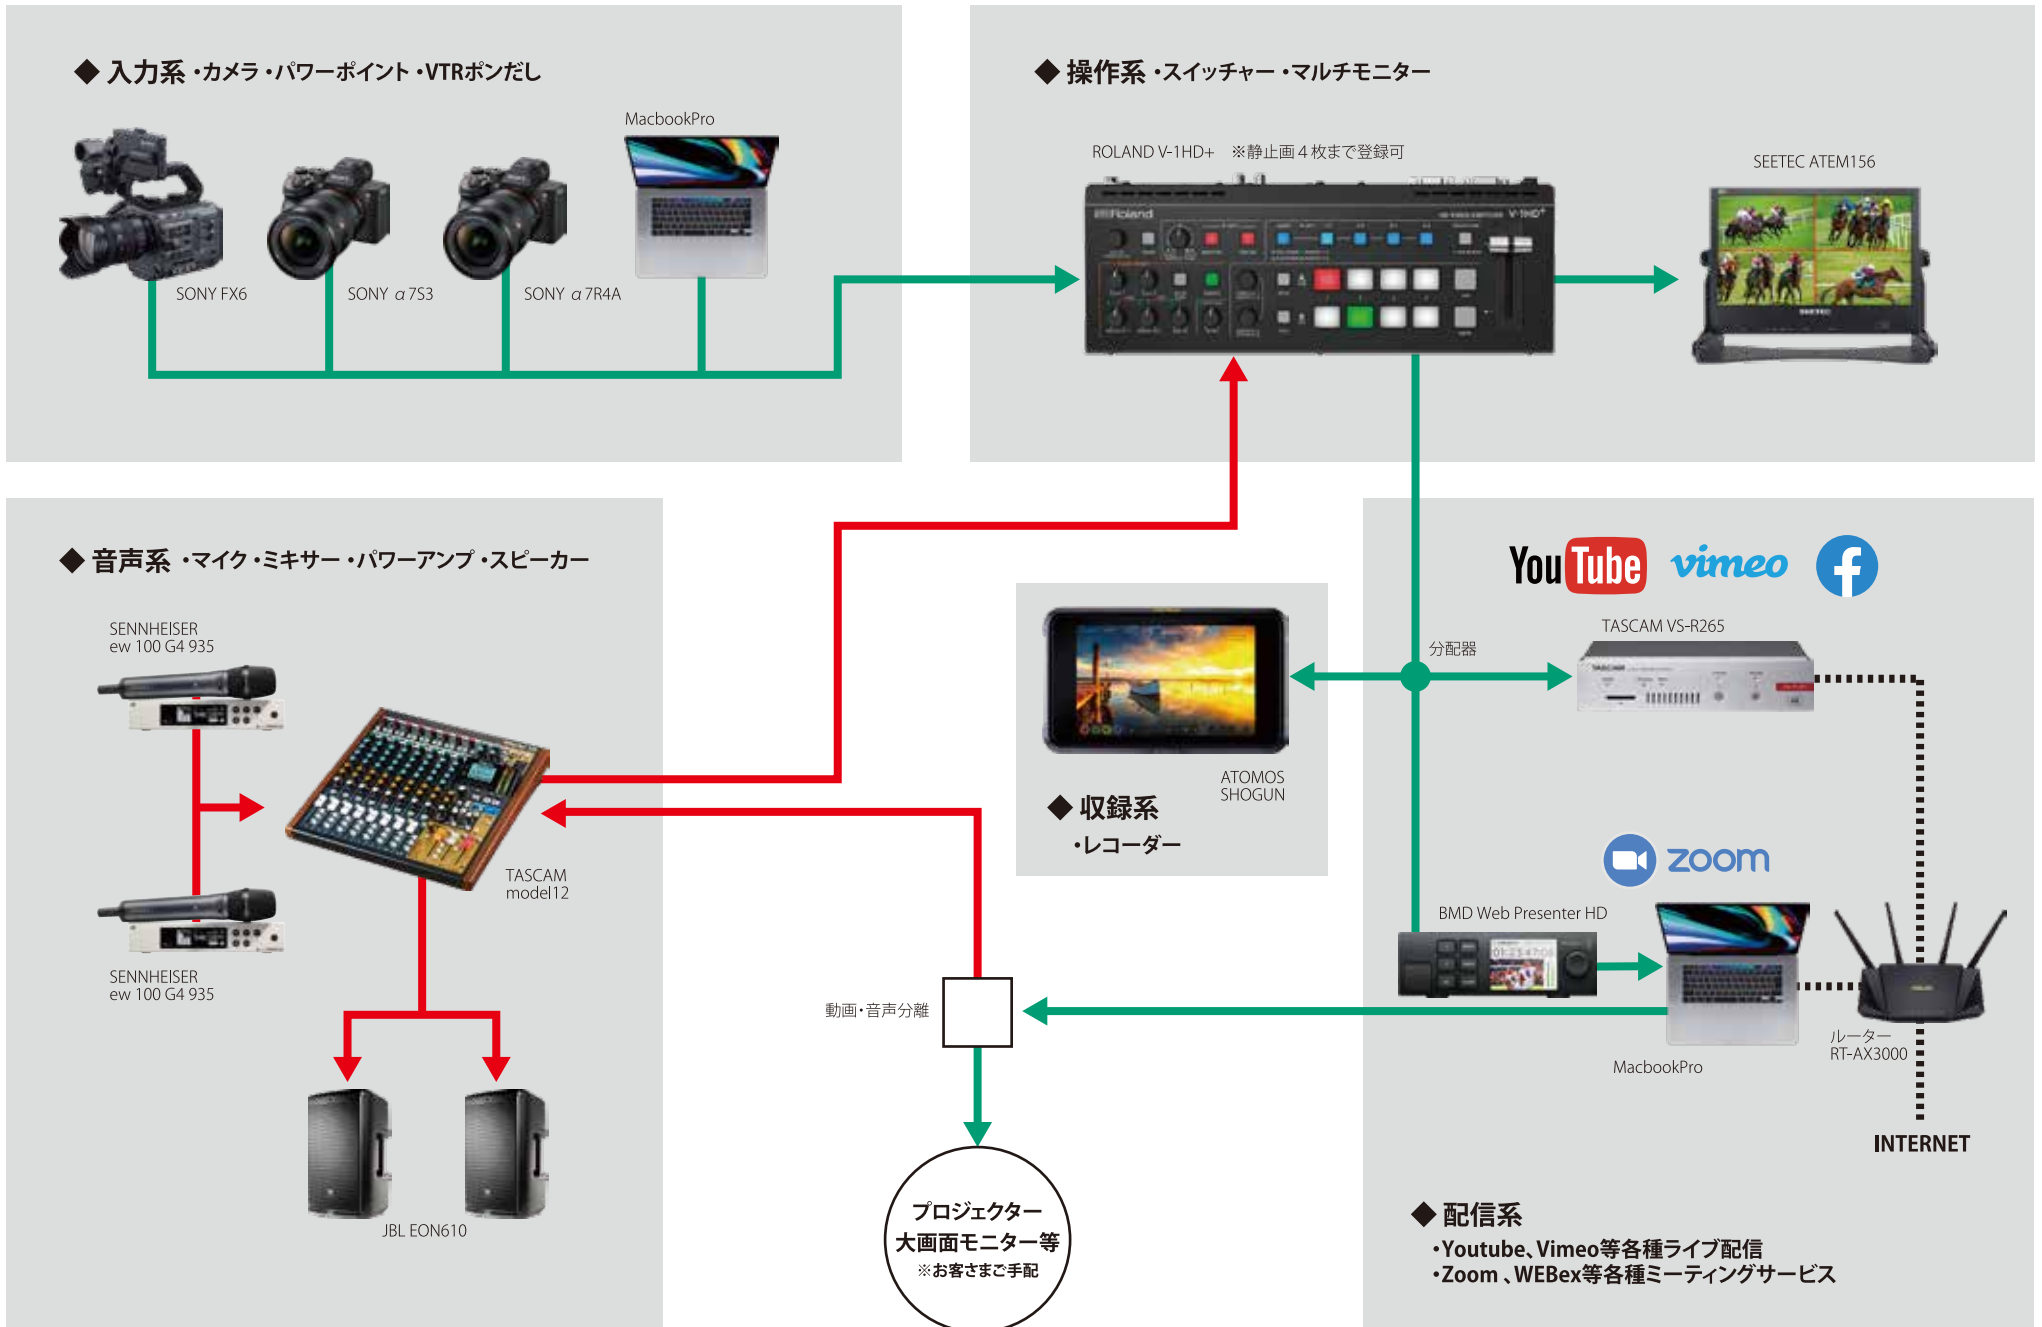 ◆ 入力系 ・カメラ・パワーポイント・VTRポンだし
MacbookPro
SONY FX6
SONY α7S3
SONY α7R4A
◆ 操作系 ・スイッチャー・マルチモニター
ROLAND V-1HD+ ※静止画4枚まで登録可
SEETEC ATEM156
Roland
V-1HD+
SEETEC
◆ 音声系 ・マイク・ミキサー・パワーアンプ・スピーカー
SENNHEISER
ew 100 G4 935
TASCAM
model12
SENNHEISER
ew 100 G4 935
JBL EON610
ATOMOS
SHOGUN
◆ 収録系
・レコーダー
動画・音声分離
プロジェクター
大画面モニター等
※お客さまご手配
YouTube
vimeo
f
TASCAM VS-R265
TASCAM
分配器
zoom
BMD Web Presenter HD
MacbookPro
ルーター
RT-AX3000
INTERNET
◆ 配信系
・Youtube、Vimeo等各種ライブ配信
・Zoom 、WEBex等各種ミーティングサービス